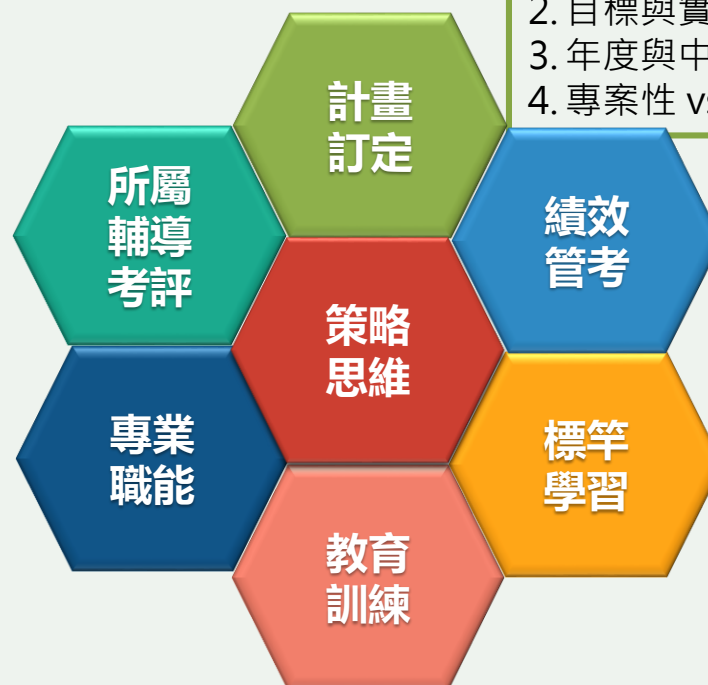 2. 目標與實
3. 年度與中
4. 專案性 vs
計畫
訂定
所屬
輔導
考評
績效
管考
策略
思維
專業
職能
標竿
學習
教育
訓練